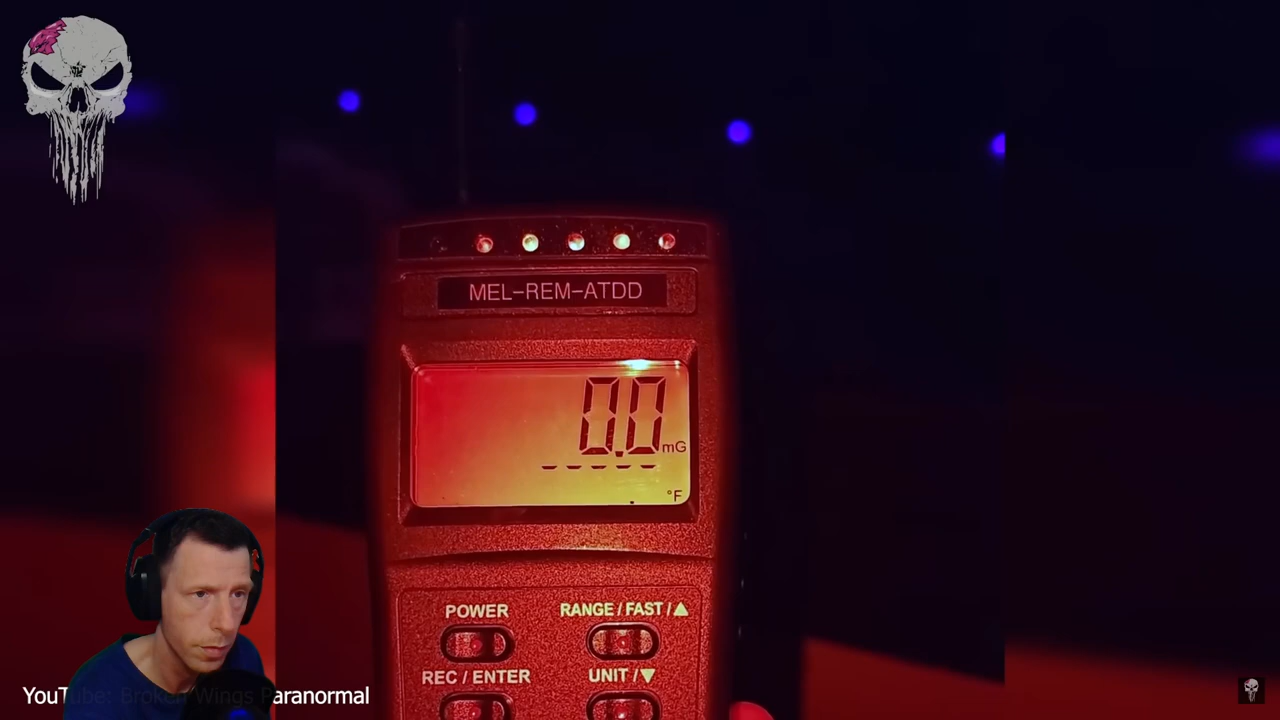 MEL-REM-ATDD
0.0 mG
-----
°F
POWER
RANGE / FAST / ▲
REC / ENTER
UNIT / ▼
YouTube: Broken Wings Paranormal